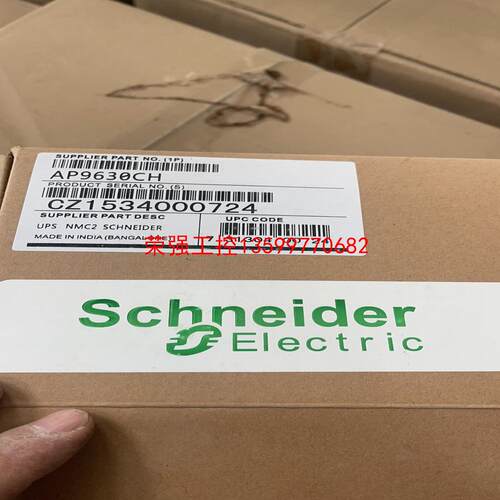 SUPPLIER PART NO. (1P)
AP9630CH
PRODUCT SERIAL NO. (S)
CZ1534000724
SUPPLIER PART DESC
UPC CODE
UPS NMC2 SCHNEIDER
MADE IN INDIA
荣强工控13599770682
Schneider
Electric